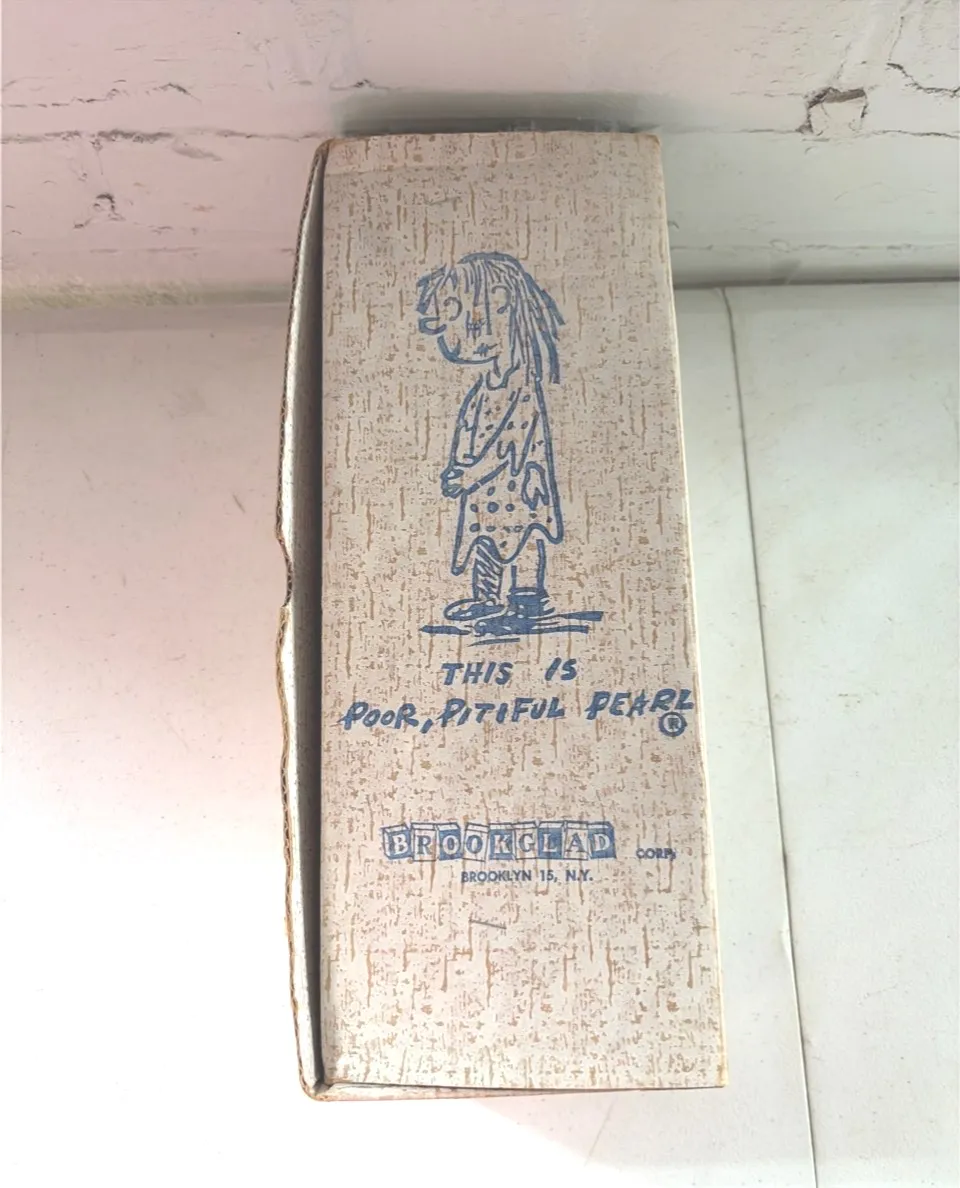 THIS IS
POOR, PITIFUL PEARL
®
BROOKGLAD CORP.
BROOKLYN 15, N.Y.